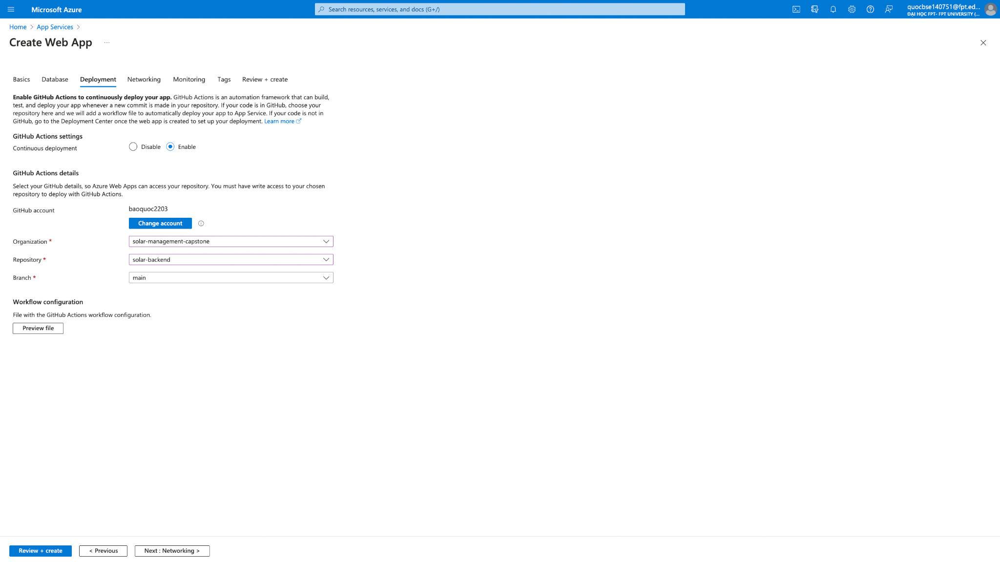 Microsoft Azure
Search resources, services, and docs (G+/)
quocbse140751@fpt.ed...
ĐẠI HỌC FPT- FPT UNIVERSITY (...
Home > App Services >
Create Web App ...
Basics Database Deployment Networking Monitoring Tags Review + create
Enable GitHub Actions to continuously deploy your app. GitHub Actions is an automation framework that can build,
test, and deploy your app whenever a new commit is made in your repository. If your code is in GitHub, choose your
repository here and we will add a workflow file to automatically deploy your app to App Service. If your code is not in
GitHub, go to the Deployment Center once the web app is created to set up your deployment. Learn more
GitHub Actions settings
Continuous deployment Disable Enable
GitHub Actions details
Select your GitHub details, so Azure Web Apps can access your repository. You must have write access to your chosen
repository to deploy with GitHub Actions.
GitHub account baoquoc2203
Change account
Organization * solar-management-capstone
Repository * solar-backend
Branch * main
Workflow configuration
File with the GitHub Actions workflow configuration.
Preview file
Review + create < Previous Next : Networking >